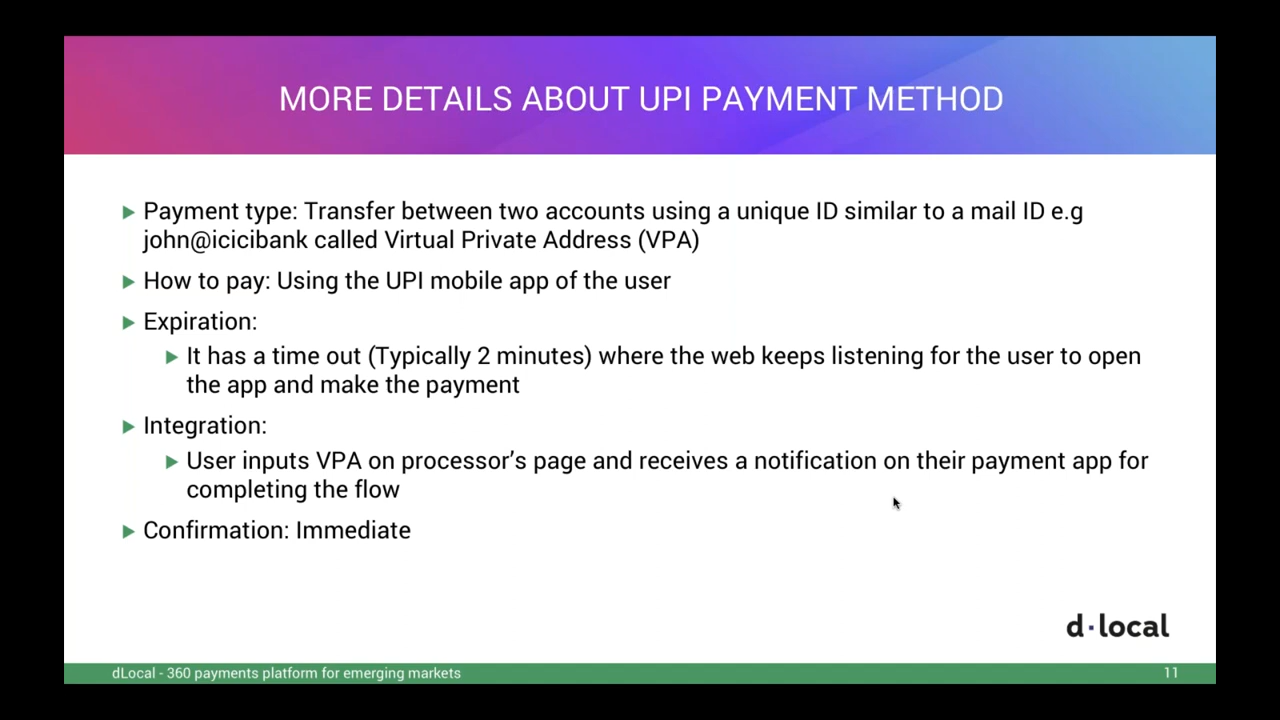 MORE DETAILS ABOUT UPI PAYMENT METHOD
Payment type: Transfer between two accounts using a unique ID similar to a mail ID e.g
john@icicibank called Virtual Private Address (VPA)
How to pay: Using the UPI mobile app of the user
Expiration:
It has a time out (Typically 2 minutes) where the web keeps listening for the user to open
the app and make the payment
Integration:
User inputs VPA on processor’s page and receives a notification on their payment app for
completing the flow
Confirmation: Immediate
d·local
dLocal - 360 payments platform for emerging markets
11